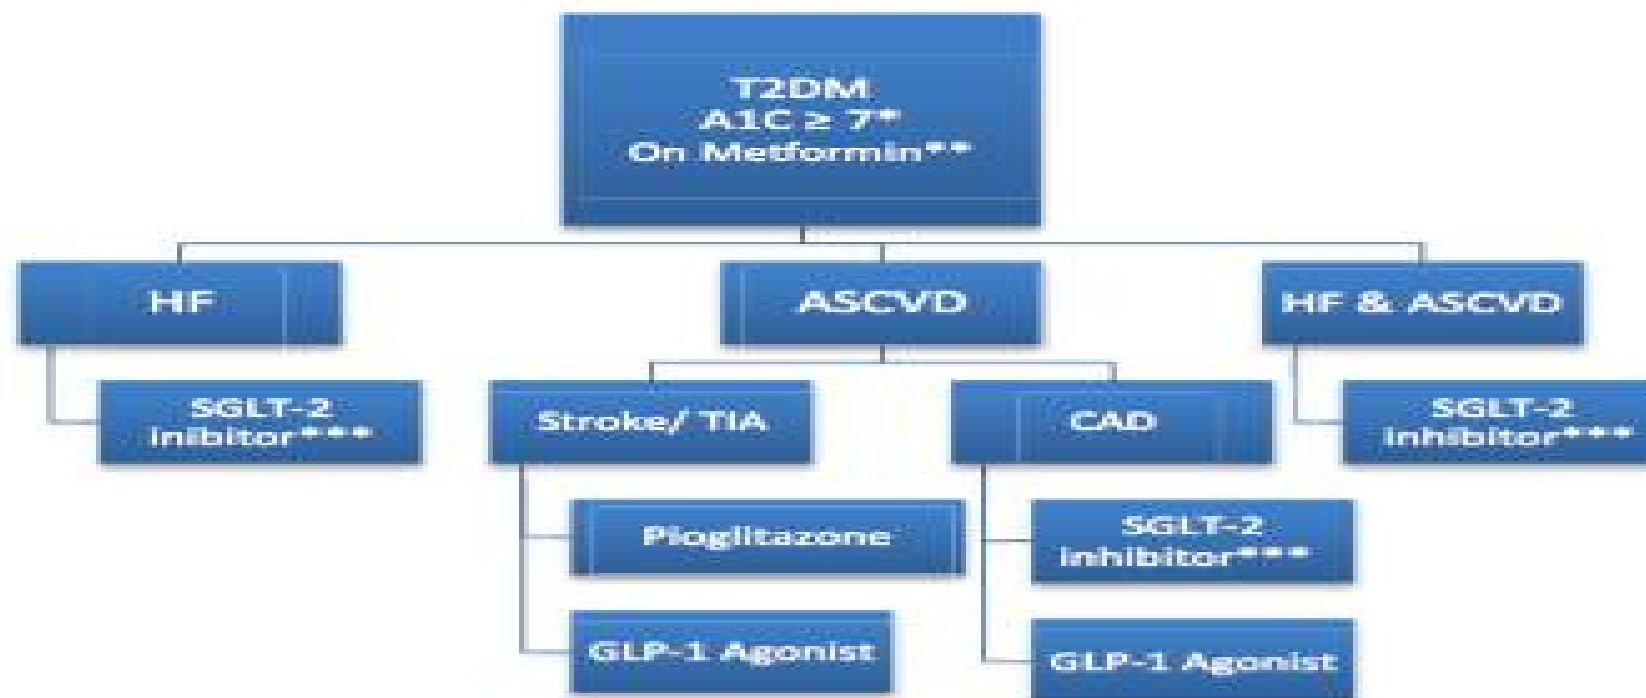 T2DM
A1C ≥ 7*
On Metformin**
HF
ASCVD
HF & ASCVD
SGLT-2
inibitor***
Stroke/ TIA
CAD
SGLT-2
inhibitor***
Pioglitazone
SGLT-2
inhibitor***
GLP-1 Agonist
GLP-1 Agonist